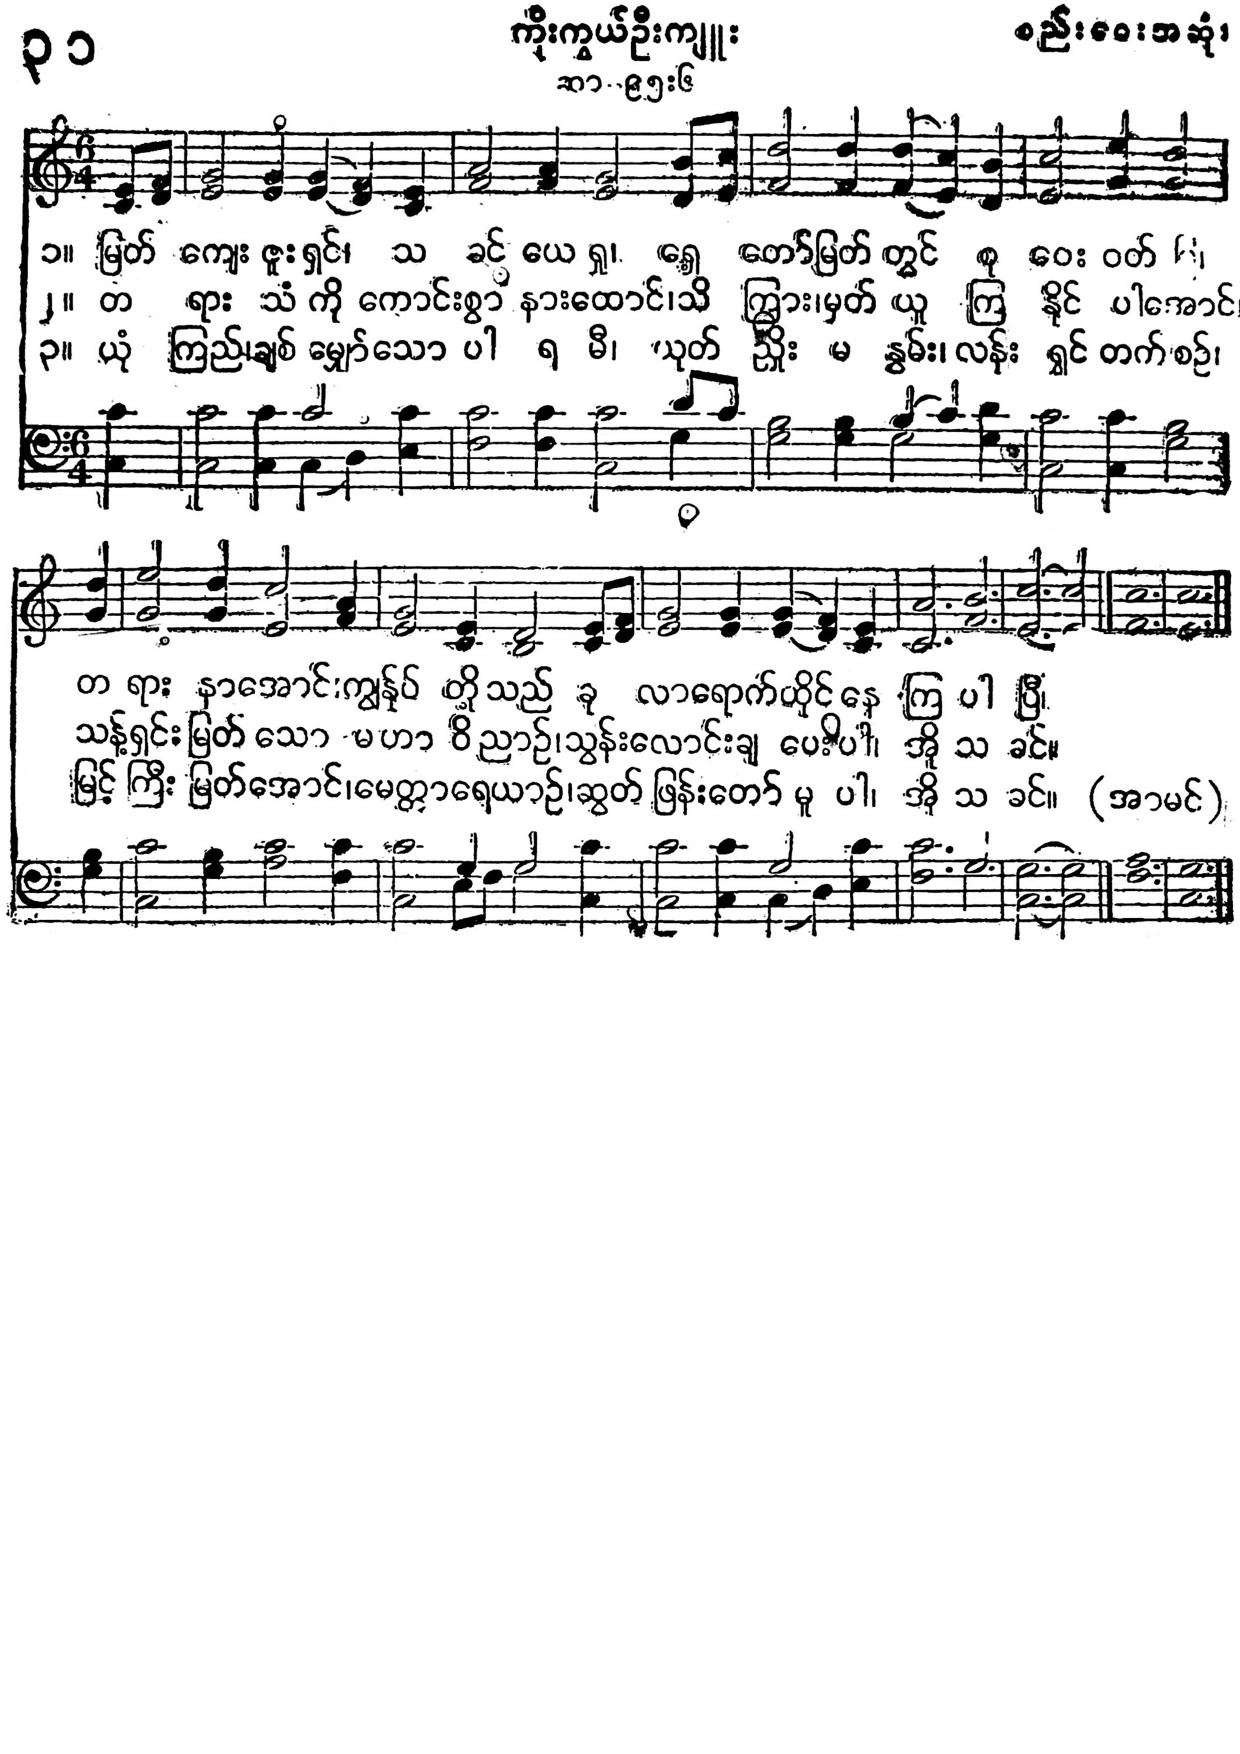 ၃၁
ကိုးကွယ်ဦးကျူး
စည်းဝေးအဆုံး
ဆာ-၉၅း၆
၁။ မြတ် ကျေး ဇူး ရှင်၊ သ ခင် ယေ ရှု၊ ရှေ့ တော်မြတ် တွင် စု ဝေး ဝတ်
၂။ တ ရား သံ ကို ကောင်းစွာ နားထောင်၊သိ ကြား၊မှတ် ယူ ကြ နိုင် ပါအောင်၊
၃။ ယုံ ကြည်၊ချစ် မျှော်သော ပါ ရ မီ၊ ယုတ် ညှိုး မ နွမ်း၊ လန်း ရွှင် တက် စဉ်၊
တ ရား နာအောင်၊ကျွန်ုပ် တို့ သည် ခု လာရောက်ထိုင် နေ ကြ ပါ ပြီ၊
သန့်ရှင်း မြတ် သော မဟာ ဝိ ညာဉ်၊သွန်းလောင်းချ ပေးပါ၊ အို သ ခင်။
မြင့် ကြီး မြတ်အောင်၊မေတ္တာရေယာဉ်၊ဆွတ် ဖြန်းတော် မူ ပါ၊ အို သ ခင်။ (အာမင်)
6
4
6
4